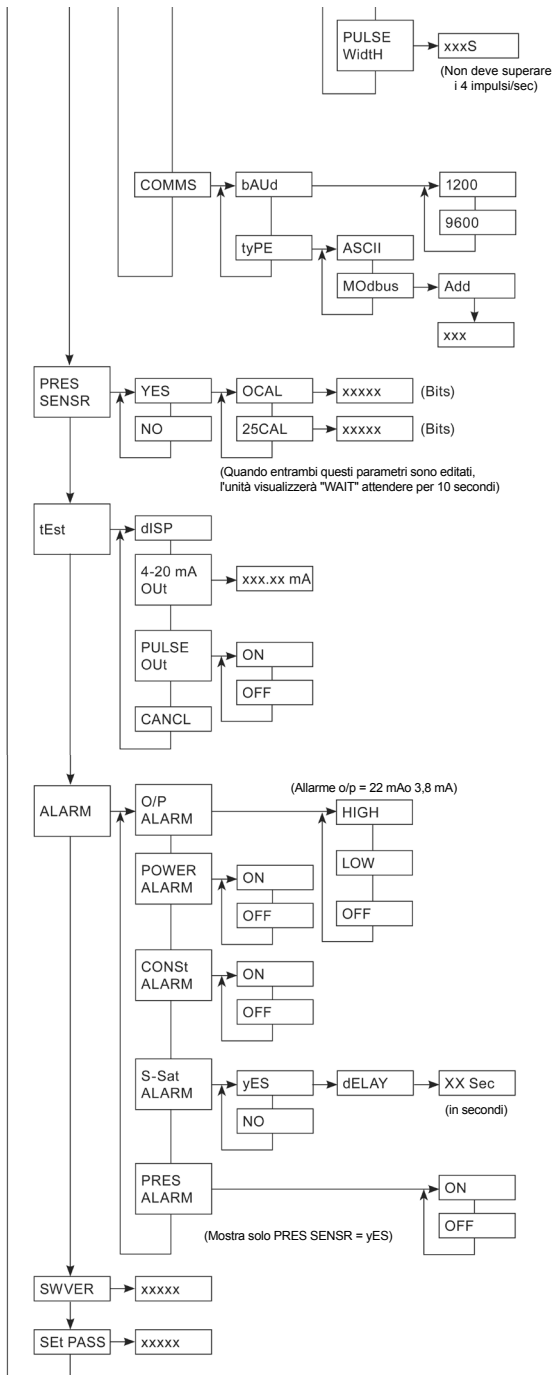 PULSE
WidtH
xxxS
(Non deve superare
i 4 impulsi/sec)
COMMS
bAUd
1200
9600
tyPE
ASCII
MOdbus
Add
xxx
PRES
SENSR
YES
OCAL
xxxxx
(Bits)
NO
25CAL
xxxxx
(Bits)
(Quando entrambi questi parametri sono editati,
l'unità visualizzerà "WAIT" attendere per 10 secondi)
tEst
dISP
4-20 mA
OUt
xxx.xx mA
PULSE
OUt
ON
OFF
CANCL
ALARM
O/P
ALARM
(Allarme o/p = 22 mAo 3,8 mA)
HIGH
LOW
OFF
POWER
ALARM
ON
OFF
CONSt
ALARM
ON
OFF
S-Sat
ALARM
yES
dELAY
XX Sec
(in secondi)
NO
PRES
ALARM
ON
OFF
(Mostra solo PRES SENSR = yES)
SWVER
xxxxx
SEt PASS
xxxxx